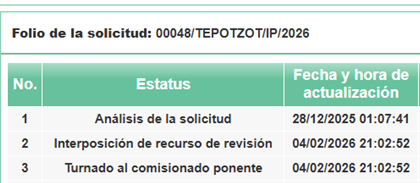 Folio de la solicitud: 00048/TEPOTZOT/IP/2026
No. Estatus Fecha y hora de actualización
1 Análisis de la solicitud 28/12/2025 01:07:41
2 Interposición de recurso de revisión 04/02/2026 21:02:52
3 Turnado al comisionado ponente 04/02/2026 21:02:52